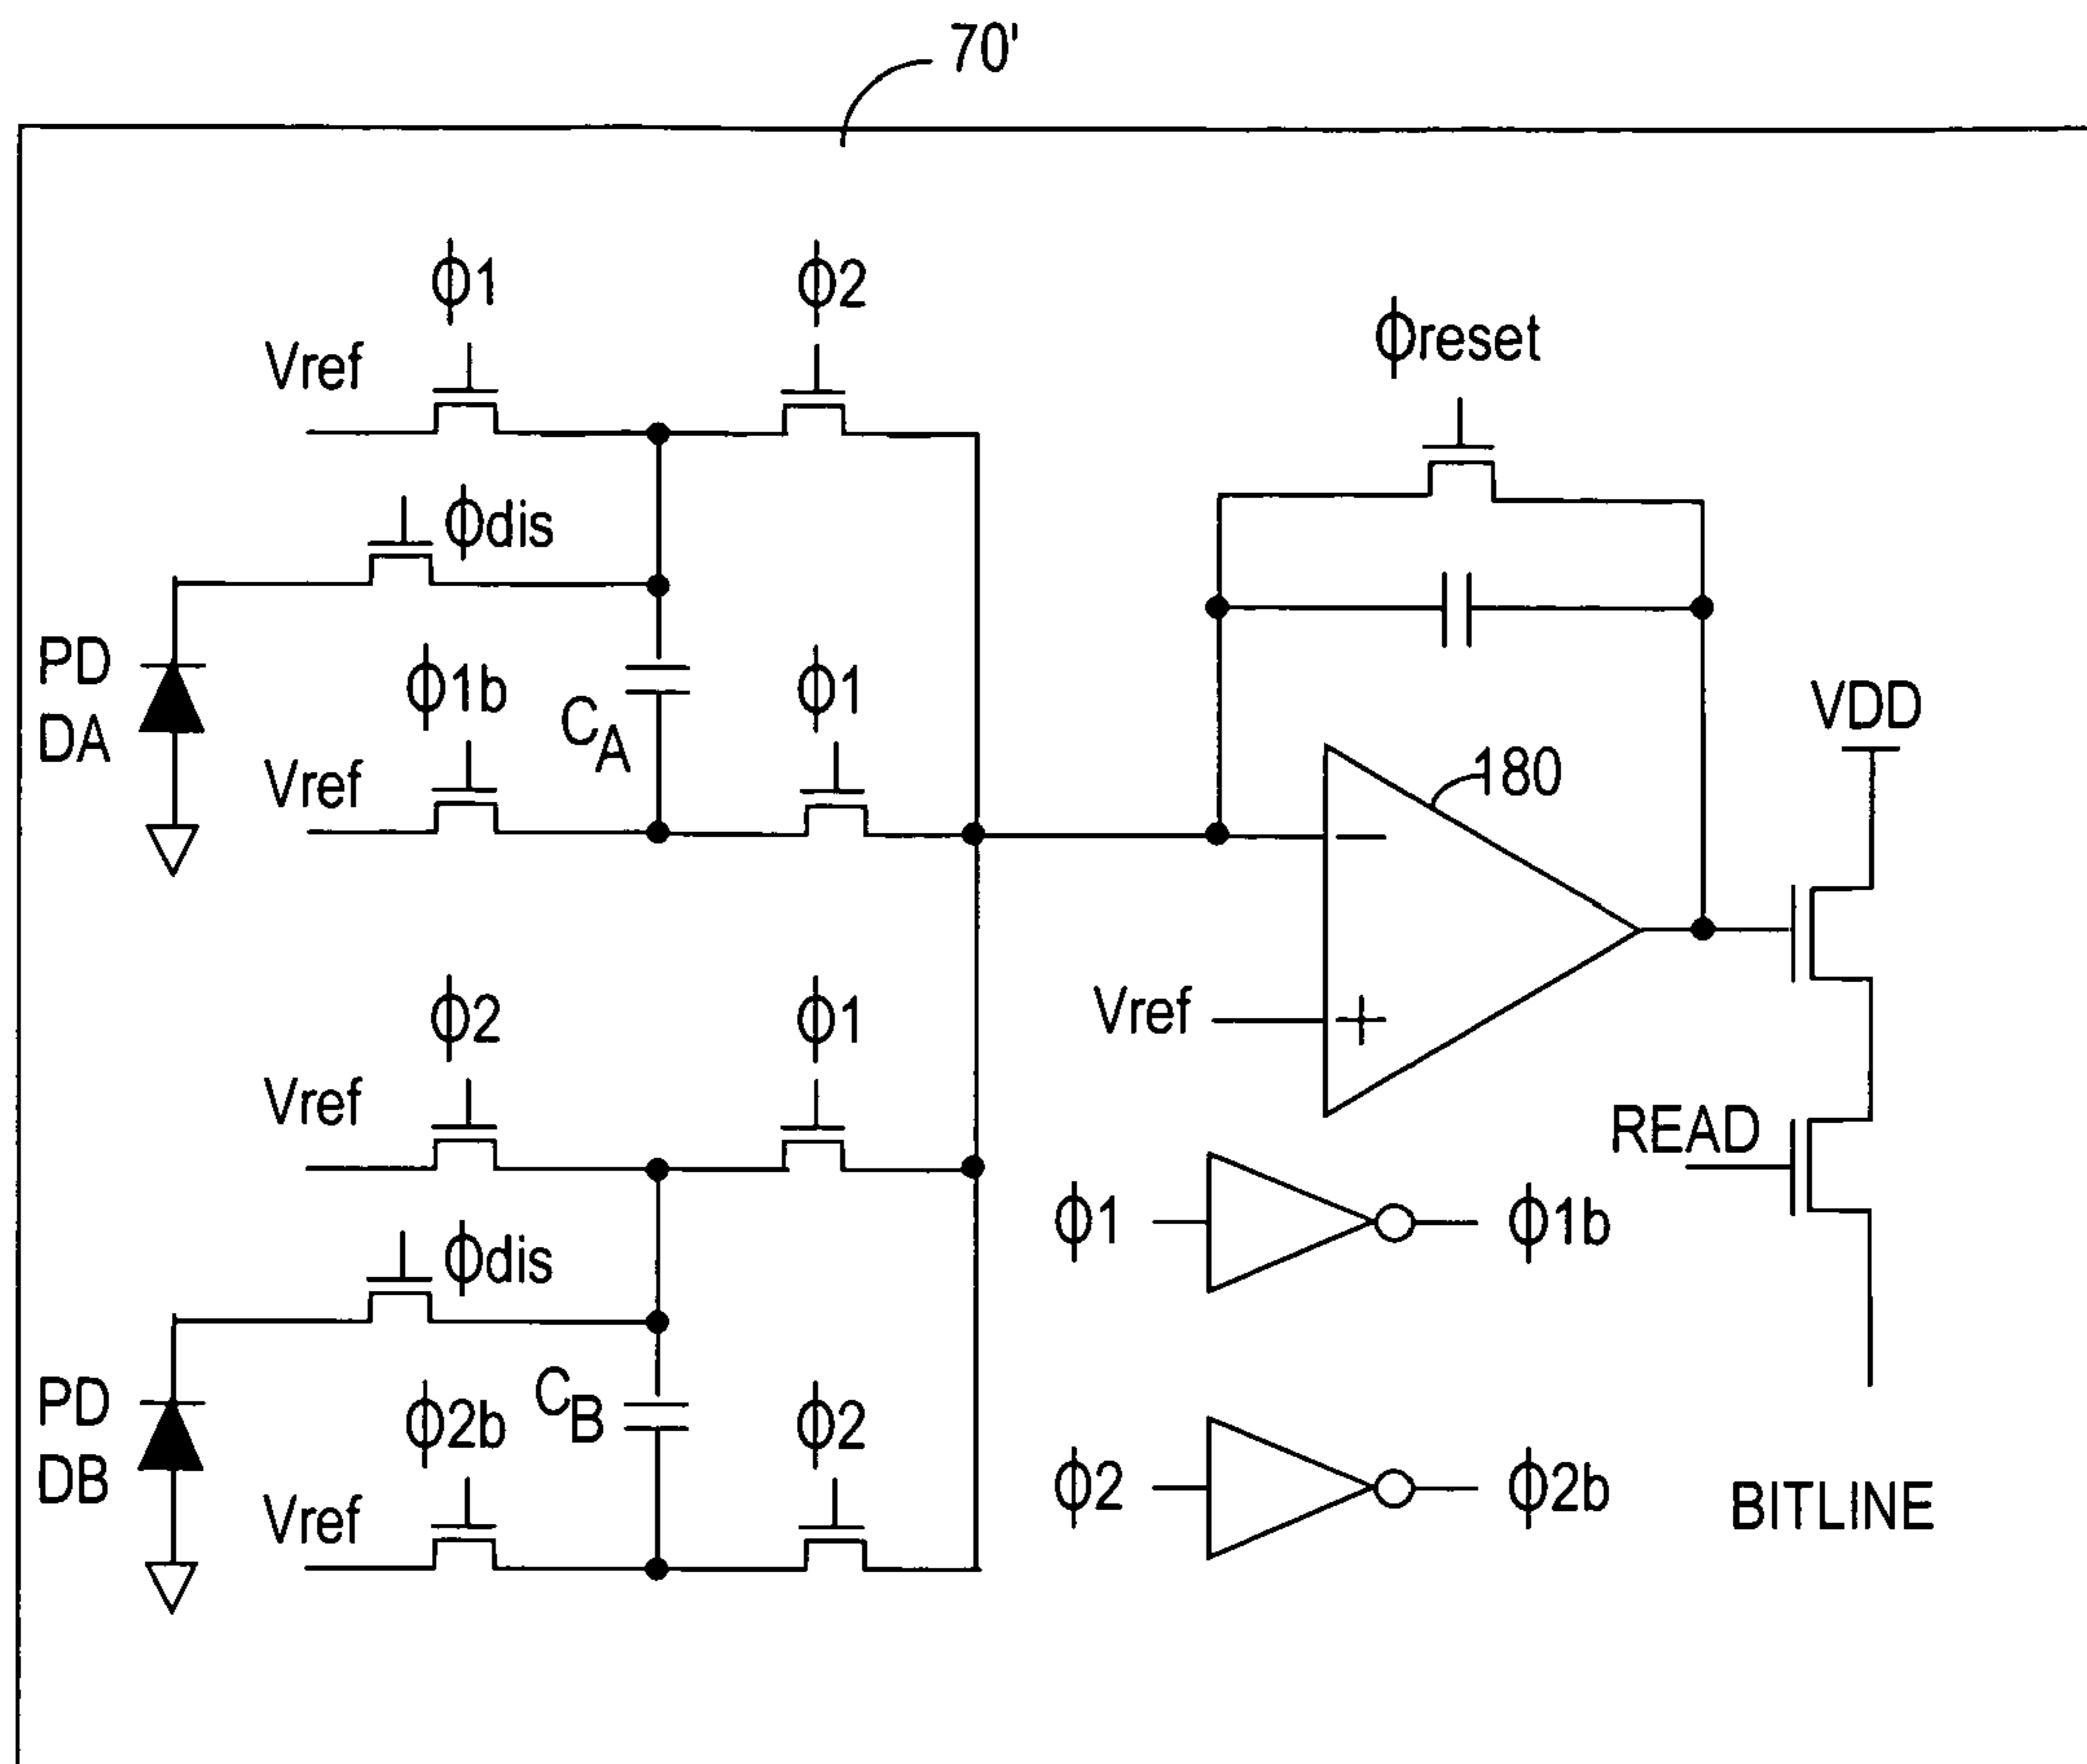 70'
ϕ1
ϕ2
Vref
ϕreset
ϕdis
PD
DA
ϕ1b
CA
ϕ1
VDD
Vref
180
ϕ2
ϕ1
Vref
Vref
READ
ϕ1
ϕ1b
ϕdis
PD
DB
ϕ2b
CB
ϕ2
ϕ2
ϕ2b
Vref
BITLINE